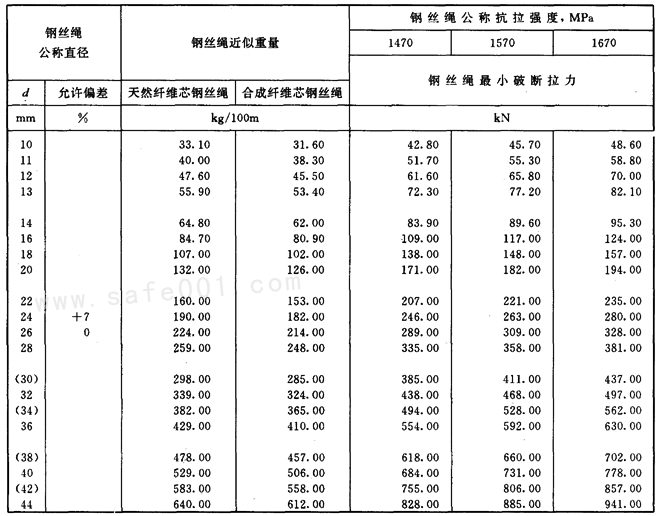 钢丝绳公称直径 钢丝绳近似重量 钢丝绳公称抗拉强度，MPa
1470 1570 1670
钢丝绳最小破断拉力
d 允许偏差 天然纤维芯钢丝绳 合成纤维芯钢丝绳
mm % kg/100m kN
10 33.10 31.60 42.80 45.70 48.60
11 40.00 38.30 51.70 55.30 58.80
12 47.60 45.50 61.60 65.80 70.00
13 55.90 53.40 72.30 77.20 82.10
14 64.80 62.00 83.90 89.60 95.30
16 84.70 80.90 109.00 117.00 124.00
18 107.00 102.00 138.00 148.00 157.00
20 132.00 126.00 171.00 182.00 194.00
www.safe001.com
22 160.00 153.00 207.00 221.00 235.00
24 +7 190.00 182.00 246.00 263.00 280.00
26 0 224.00 214.00 289.00 309.00 328.00
28 259.00 248.00 335.00 358.00 381.00
(30) 298.00 285.00 385.00 411.00 437.00
32 339.00 324.00 438.00 468.00 497.00
(34) 382.00 365.00 494.00 528.00 562.00
36 429.00 410.00 554.00 592.00 630.00
(38) 478.00 457.00 618.00 660.00 702.00
40 529.00 506.00 684.00 731.00 778.00
(42) 583.00 558.00 755.00 806.00 857.00
44 640.00 612.00 828.00 885.00 941.00